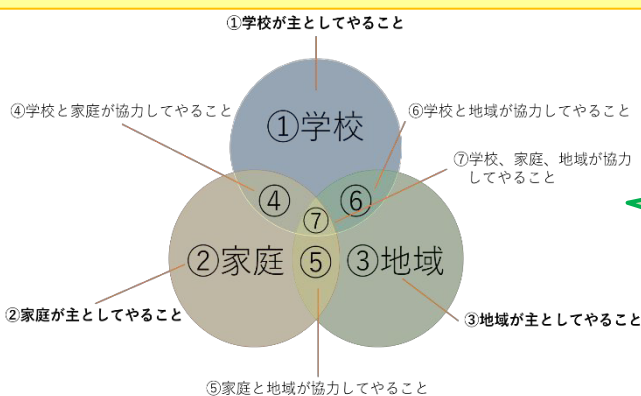 ①学校が主としてやること
④学校と家庭が協力してやること
⑥学校と地域が協力してやること
①学校
⑦学校、家庭、地域が協力
してやること
④
⑥
⑦
②家庭
⑤
③地域
②家庭が主としてやること
③地域が主としてやること
⑤家庭と地域が協力してやること